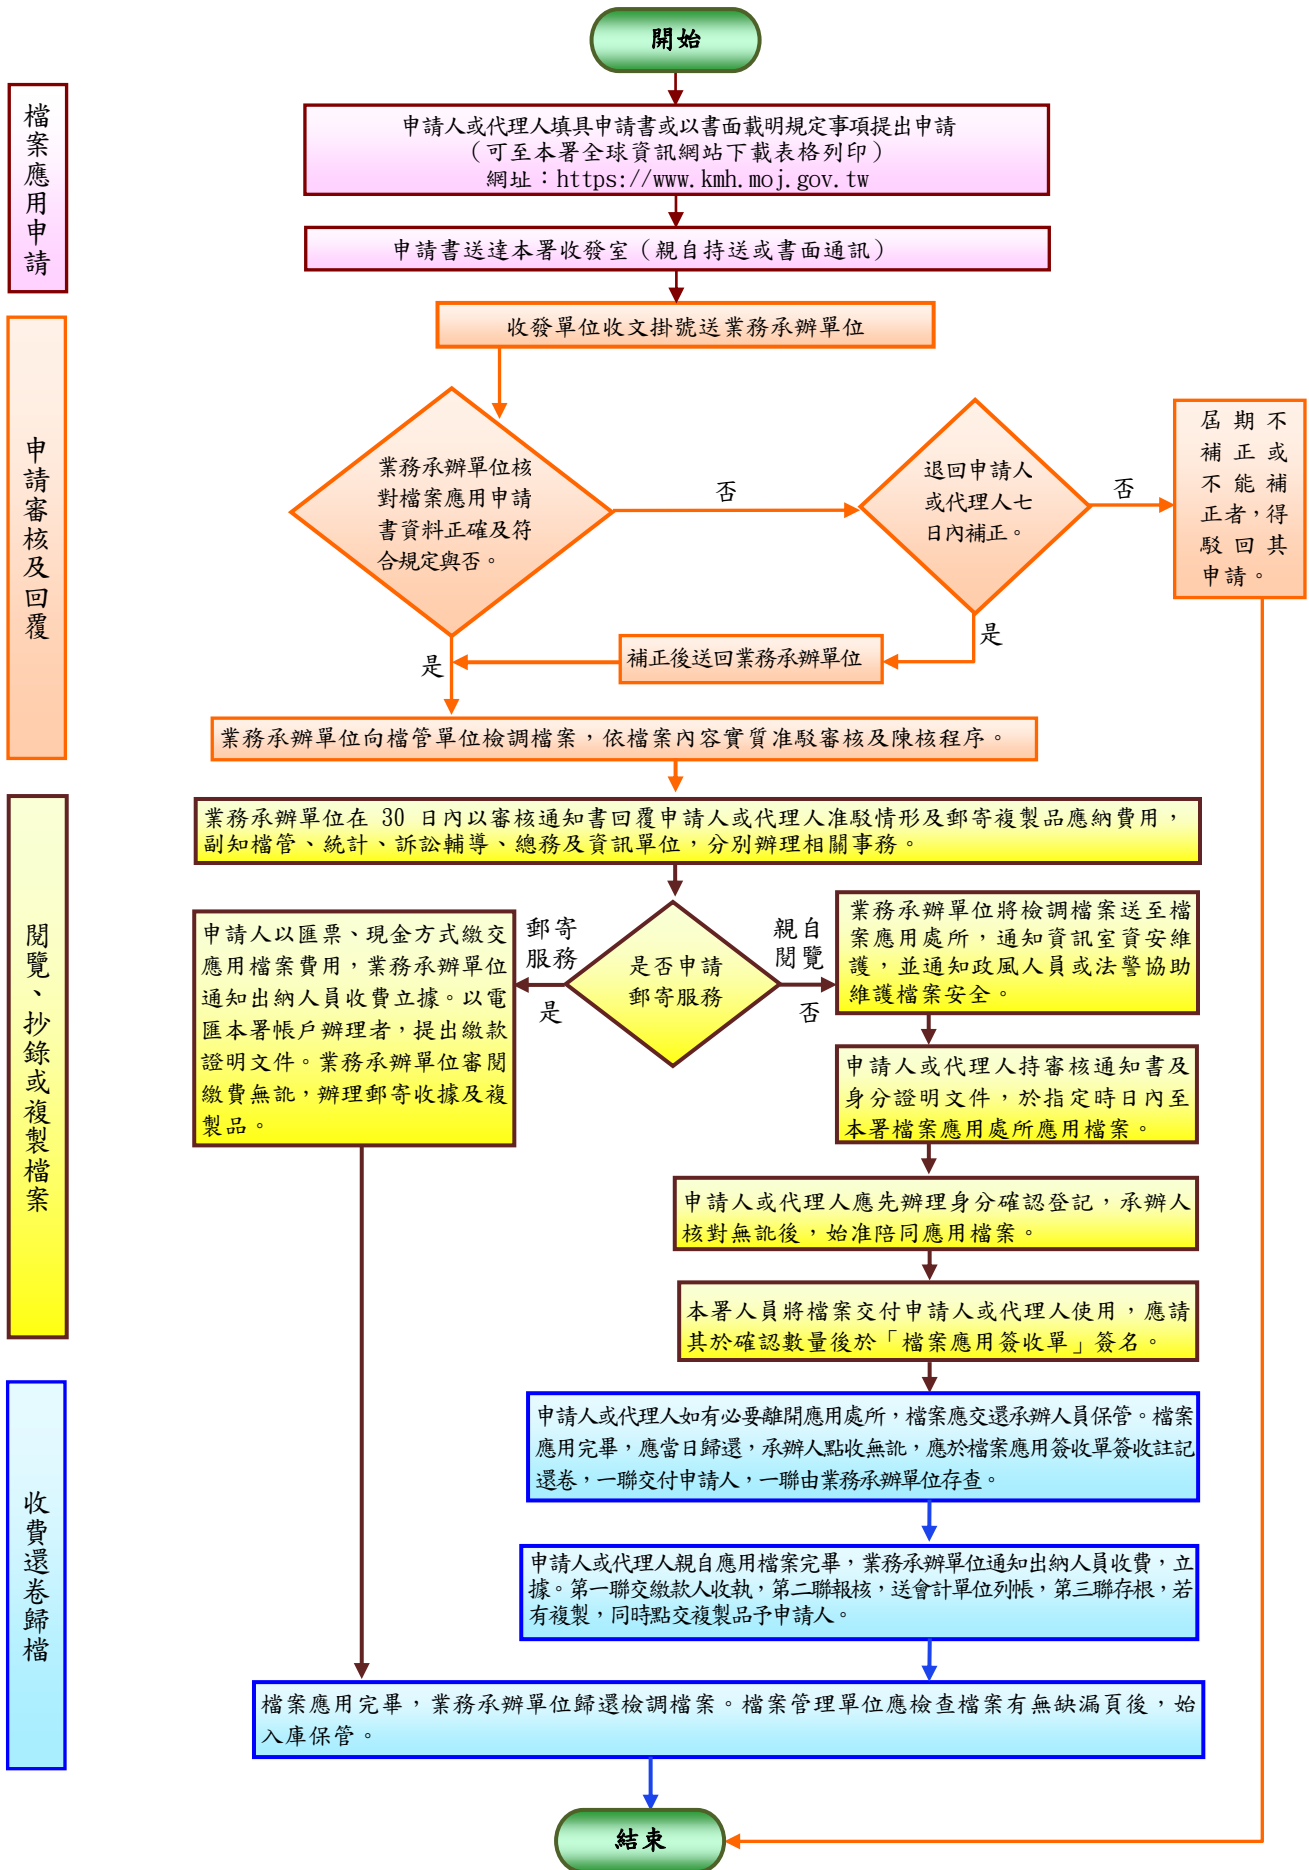 開始
檔案應用申請
申請人或代理人填具申請書或以書面載明規定事項提出申請
（可至本署全球資訊網站下載表格列印）
網址：https://www.kmh.moj.gov.tw
申請書送達本署收發室（親自持送或書面通訊）
申請審核及回覆
收發單位收文掛號送業務承辦單位
業務承辦單位核
對檔案應用申請
書資料正確及符
合規定與否。
否
退回申請人
或代理人七
日內補正。
否
屆期不
補正或
不能補
正者，得
駁回其
申請。
是
補正後送回業務承辦單位
是
業務承辦單位向檔管單位檢調檔案，依檔案內容實質准駁審核及陳核程序。
閱覽、抄錄或複製檔案
業務承辦單位在 30 日內以審核通知書回覆申請人或代理人准駁情形及郵寄複製品應納費用，
副知檔管、統計、訴訟輔導、總務及資訊單位，分別辦理相關事務。
是否申請
郵寄服務
郵寄
服務
是
申請人以匯票、現金方式繳交
應用檔案費用，業務承辦單位
通知出納人員收費立據。以電
匯本署帳戶辦理者，提出繳款
證明文件。業務承辦單位審閱
繳費無訛，辦理郵寄收據及複
製品。
親自
閱覽
否
業務承辦單位將檢調檔案送至檔
案應用處所，通知資訊室資安維
護，並通知政風人員或法警協助
維護檔案安全。
申請人或代理人持審核通知書及
身分證明文件，於指定時日內至
本署檔案應用處所應用檔案。
申請人或代理人應先辦理身分確認登記，承辦人
核對無訛後，始准陪同應用檔案。
本署人員將檔案交付申請人或代理人使用，應請
其於確認數量後於「檔案應用簽收單」簽名。
收費還卷歸檔
申請人或代理人如有必要離開應用處所，檔案應交還承辦人員保管。檔案
應用完畢，應當日歸還，承辦人點收無訛，應於檔案應用簽收單簽收註記
還卷，一聯交付申請人，一聯由業務承辦單位存查。
申請人或代理人親自應用檔案完畢，業務承辦單位通知出納人員收費，立
據。第一聯交繳款人收執，第二聯報核，送會計單位列帳，第三聯存根，若
有複製，同時點交複製品予申請人。
檔案應用完畢，業務承辦單位歸還檢調檔案。檔案管理單位應檢查檔案有無缺漏頁後，始
入庫保管。
結束